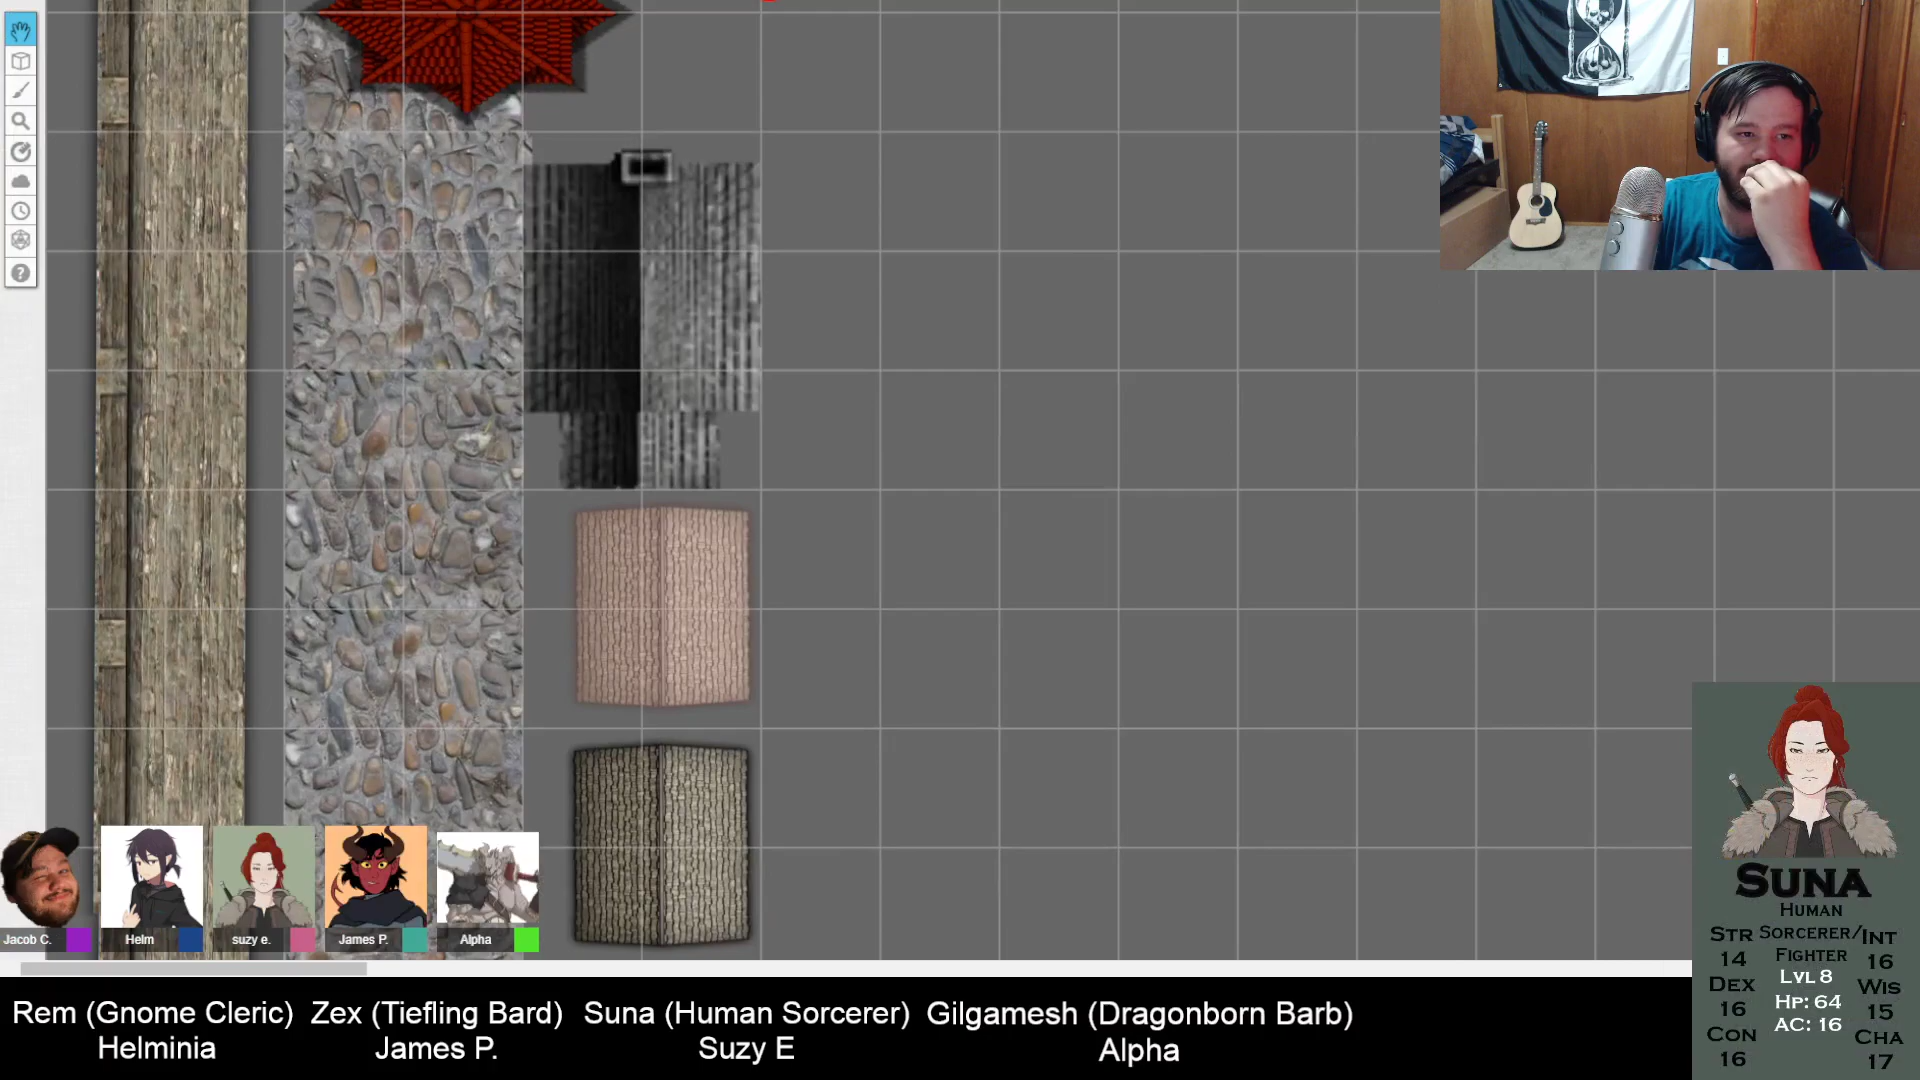 ?
Jacob C.
Helm
suzy e.
James P.
Alpha
Rem (Gnome Cleric)
Helminia
Zex (Tiefling Bard)
James P.
Suna (Human Sorcerer)
Suzy E
Gilgamesh (Dragonborn Barb)
Alpha
SUNA
HUMAN
SORCERER/
FIGHTER
LVL 8
HP: 64
AC: 16
STR
14
DEX
16
CON
16
INT
16
WIS
15
CHA
17